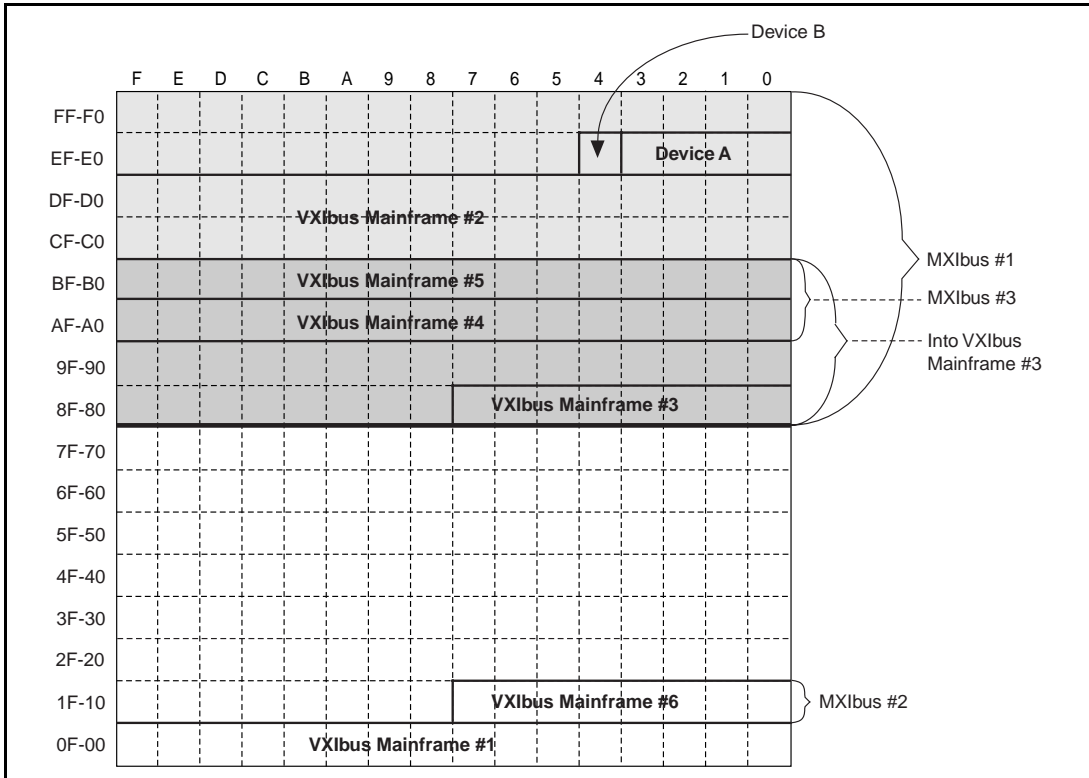 Device B
F E D C B A 9 8 7 6 5 4 3 2 1 0
FF-F0
EF-E0 Device A
DF-D0
VXIbus Mainframe #2
CF-C0
MXIbus #1
BF-B0 VXIbus Mainframe #5
MXIbus #3
AF-A0 VXIbus Mainframe #4
Into VXIbus
Mainframe #3
9F-90
8F-80 VXIbus Mainframe #3
7F-70
6F-60
5F-50
4F-40
3F-30
2F-20
1F-10 VXIbus Mainframe #6 MXIbus #2
0F-00 VXIbus Mainframe #1